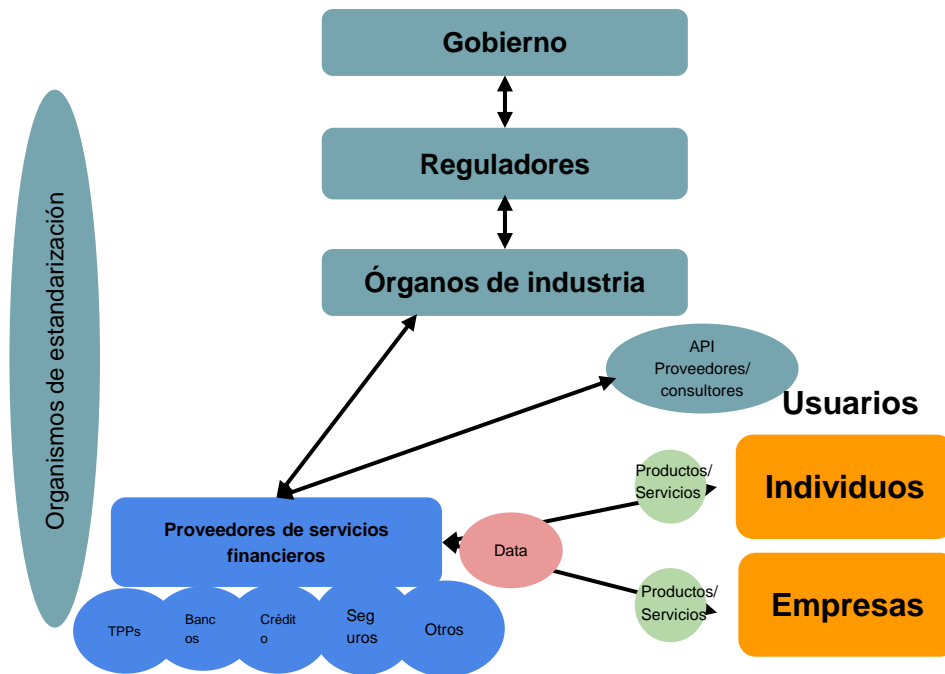 Gobierno
Reguladores
Órganos de industria
Organismos de estandarización
API
Proveedores/
consultores
Usuarios
Productos/
Servicios
Individuos
Proveedores de servicios
financieros
Data
Productos/
Servicios
Empresas
TPPs
Banc
os
Crédit
o
Seg
uros
Otros